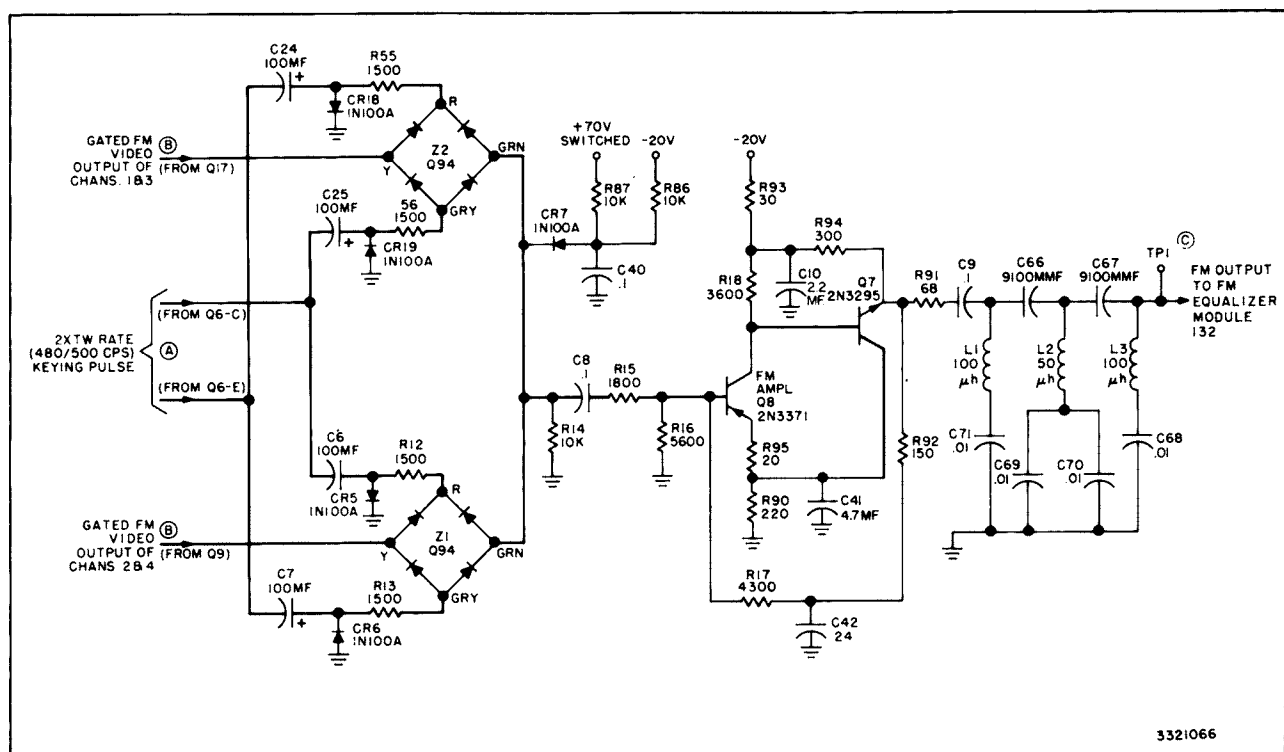 C24
100MF
+
R55
1500
CR18
1N100A
R
GATED FM
VIDEO
OUTPUT OF
CHANS. 1&3
B
(FROM Q17)
Y
Z2
Q94
GRN
GRY
C25
100MF
+
56
1500
CR19
1N100A
+70V
SWITCHED
-20V
R87
10K
R86
10K
CR7
1N100A
C40
.1
-20V
R93
30
R94
300
R18
3600
C10
2.2
MF
Q7
2N3295
R91
68
C9
.1
C66
9100MMF
C67
9100MMF
TP1
C
FM OUTPUT
TO FM
EQUALIZER
MODULE
132
2XTW RATE
(480/500 CPS)
KEYING PULSE
A
(FROM Q6-C)
(FROM Q6-E)
L1
100
μh
L2
50
μh
L3
100
μh
C8
.1
R15
1800
FM
AMPL
Q8
2N3371
R14
10K
R16
5600
R95
20
R90
220
C41
4.7MF
R92
150
C71
.01
C69
.01
C70
.01
C68
.01
C6
100MF
R12
1500
CR5
1N100A
R
GATED FM
VIDEO
OUTPUT OF
CHANS 2&4
B
(FROM Q9)
Y
Z1
Q94
GRN
GRY
C7
100MF
+
R13
1500
CR6
1N100A
R17
4300
C42
24
3321066